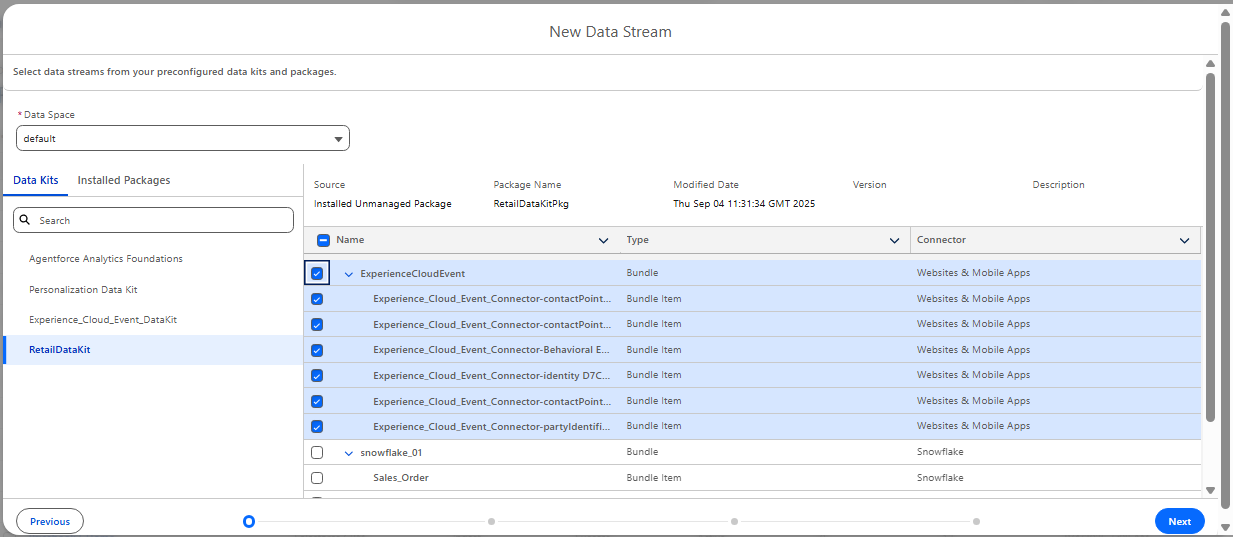 New Data Stream
Select data streams from your preconfigured data kits and packages.
* Data Space
default
Data Kits Installed Packages
Search
Agentforce Analytics Foundations
Personalization Data Kit
Experience_Cloud_Event_DataKit
RetailDataKit
Source Package Name Modified Date Version Description
Installed Unmanaged Package RetailDataKitPkg Thu Sep 04 11:31:34 GMT 2025
Name Type Connector
ExperienceCloudEvent Bundle Websites & Mobile Apps
Experience_Cloud_Event_Connector-contactPoint... Bundle Item Websites & Mobile Apps
Experience_Cloud_Event_Connector-contactPoint... Bundle Item Websites & Mobile Apps
Experience_Cloud_Event_Connector-Behavioral E... Bundle Item Websites & Mobile Apps
Experience_Cloud_Event_Connector-identity D7C... Bundle Item Websites & Mobile Apps
Experience_Cloud_Event_Connector-contactPoint... Bundle Item Websites & Mobile Apps
Experience_Cloud_Event_Connector-partyIdentifi... Bundle Item Websites & Mobile Apps
snowflake_01 Bundle Snowflake
Sales_Order Bundle Item Snowflake
Previous Next